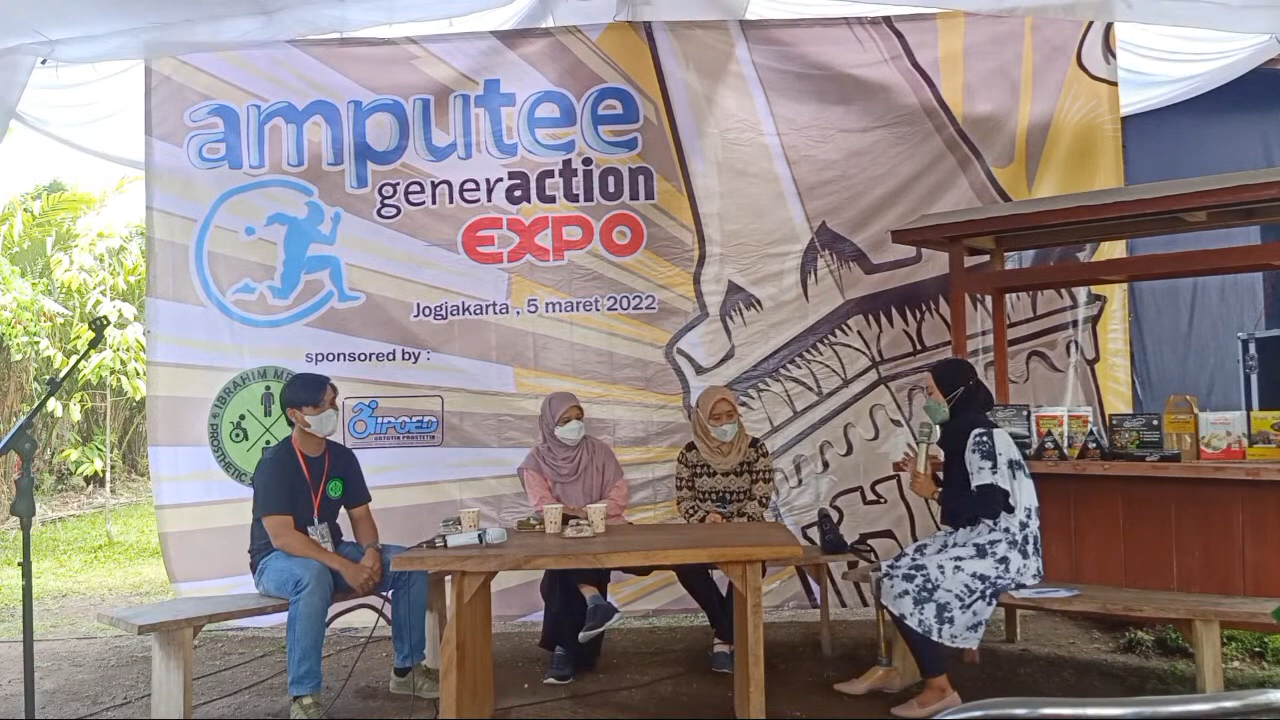 amputee
generaction
EXPO
Jogjakarta , 5 maret 2022
sponsored by :
IBRAHIM
PROSTHETIC
IPOED
ORTOTIK PROSTETIK